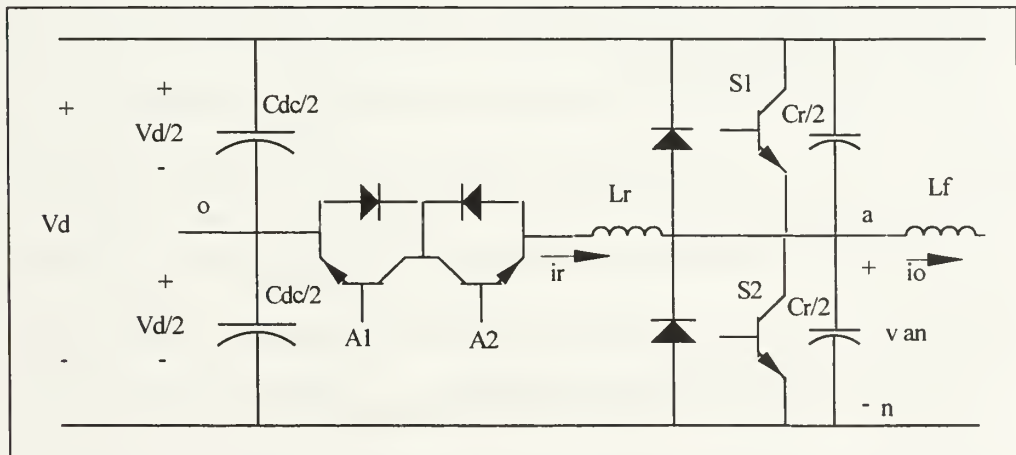 +
+
Cdc/2
Vd/2
-
S1
Cr/2
o
Vd
Lr
a
Lf
+
Cdc/2
Vd/2
-
-
A1
A2
ir
S2
Cr/2
+
io
v an
- n